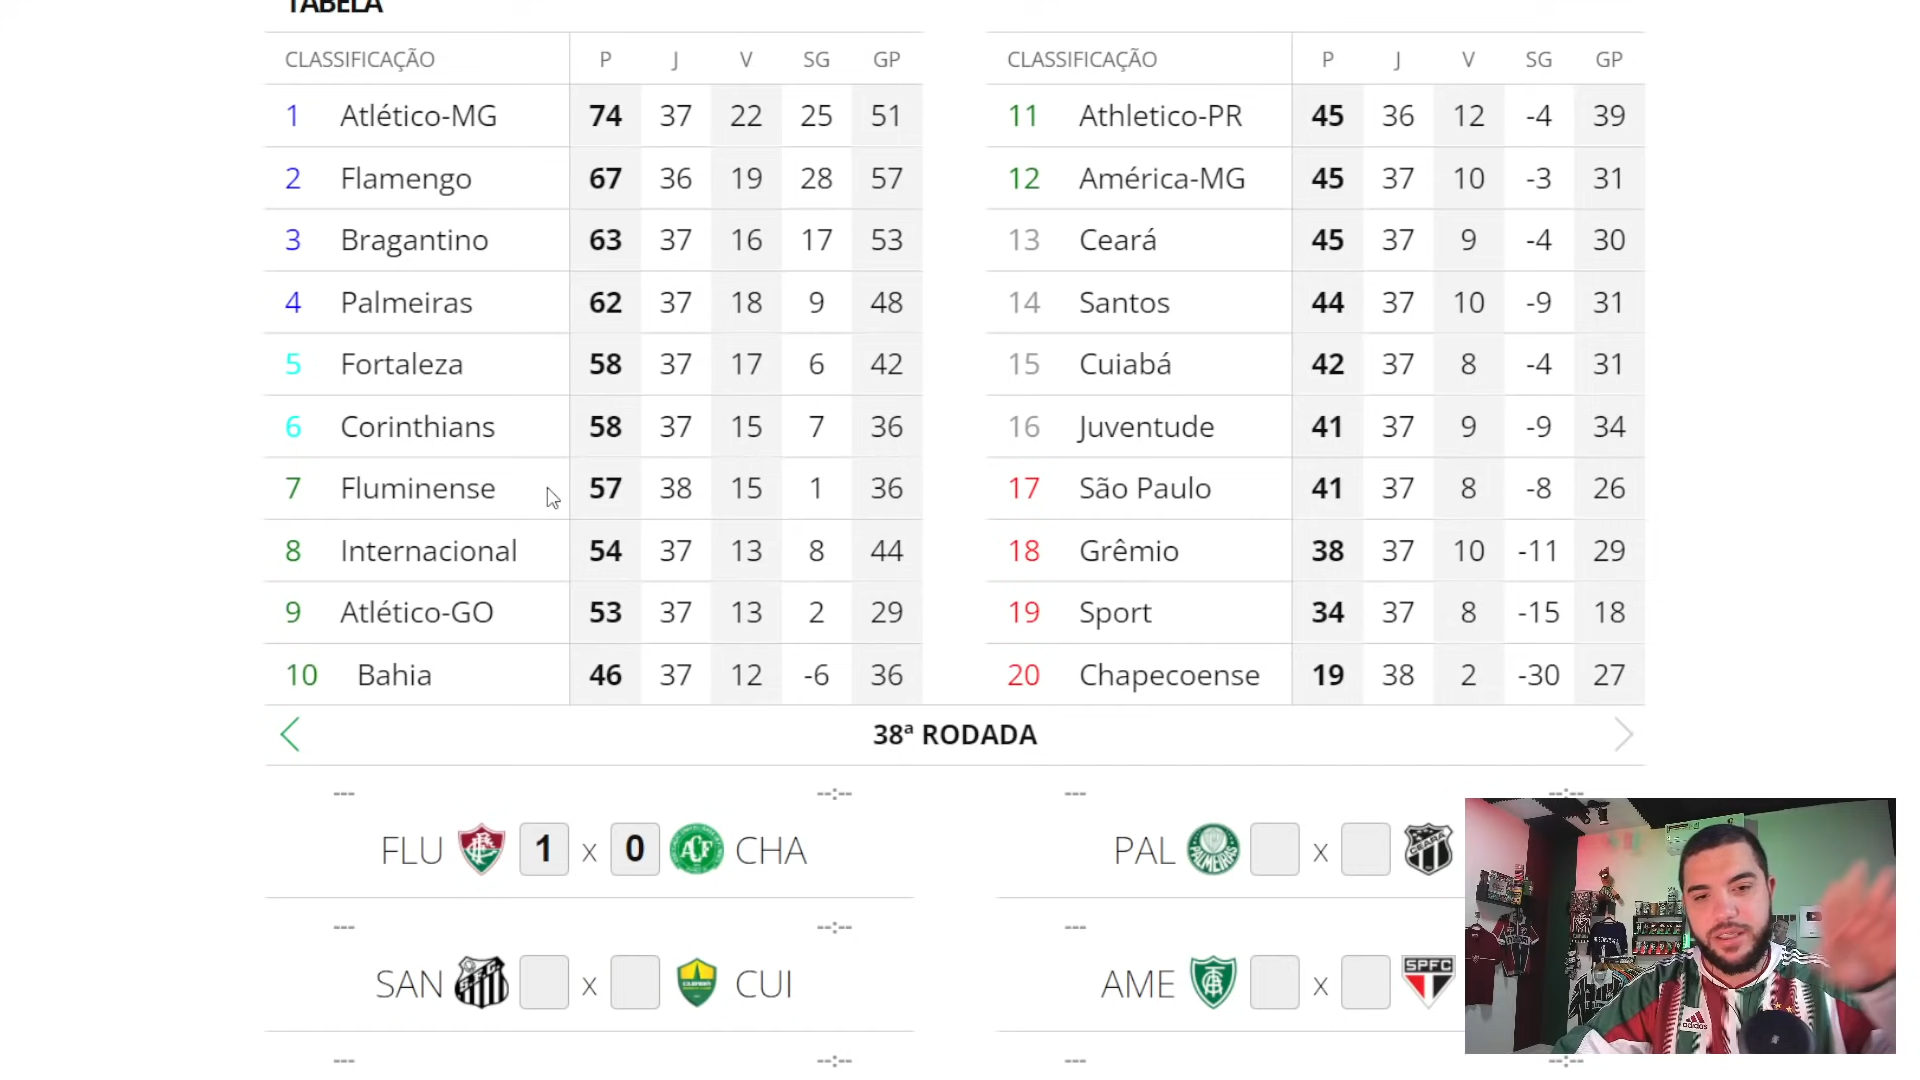 TABELA
CLASSIFICAÇÃO P J V SG GP
1 Atlético-MG 74 37 22 25 51
2 Flamengo 67 36 19 28 57
3 Bragantino 63 37 16 17 53
4 Palmeiras 62 37 18 9 48
5 Fortaleza 58 37 17 6 42
6 Corinthians 58 37 15 7 36
7 Fluminense 57 38 15 1 36
8 Internacional 54 37 13 8 44
9 Atlético-GO 53 37 13 2 29
10 Bahia 46 37 12 -6 36
CLASSIFICAÇÃO P J V SG GP
11 Athletico-PR 45 36 12 -4 39
12 América-MG 45 37 10 -3 31
13 Ceará 45 37 9 -4 30
14 Santos 44 37 10 -9 31
15 Cuiabá 42 37 8 -4 31
16 Juventude 41 37 9 -9 34
17 São Paulo 41 37 8 -8 26
18 Grêmio 38 37 10 -11 29
19 Sport 34 37 8 -15 18
20 Chapecoense 19 38 2 -30 27
38ª RODADA
--- --:--
FLU 1 x 0 CHA
--- --:--
PAL PALMEIRAS x CEARÁ
--- --:--
SAN x CUI
---
AME x SPFC
--- --:--
--- --:--
adidas